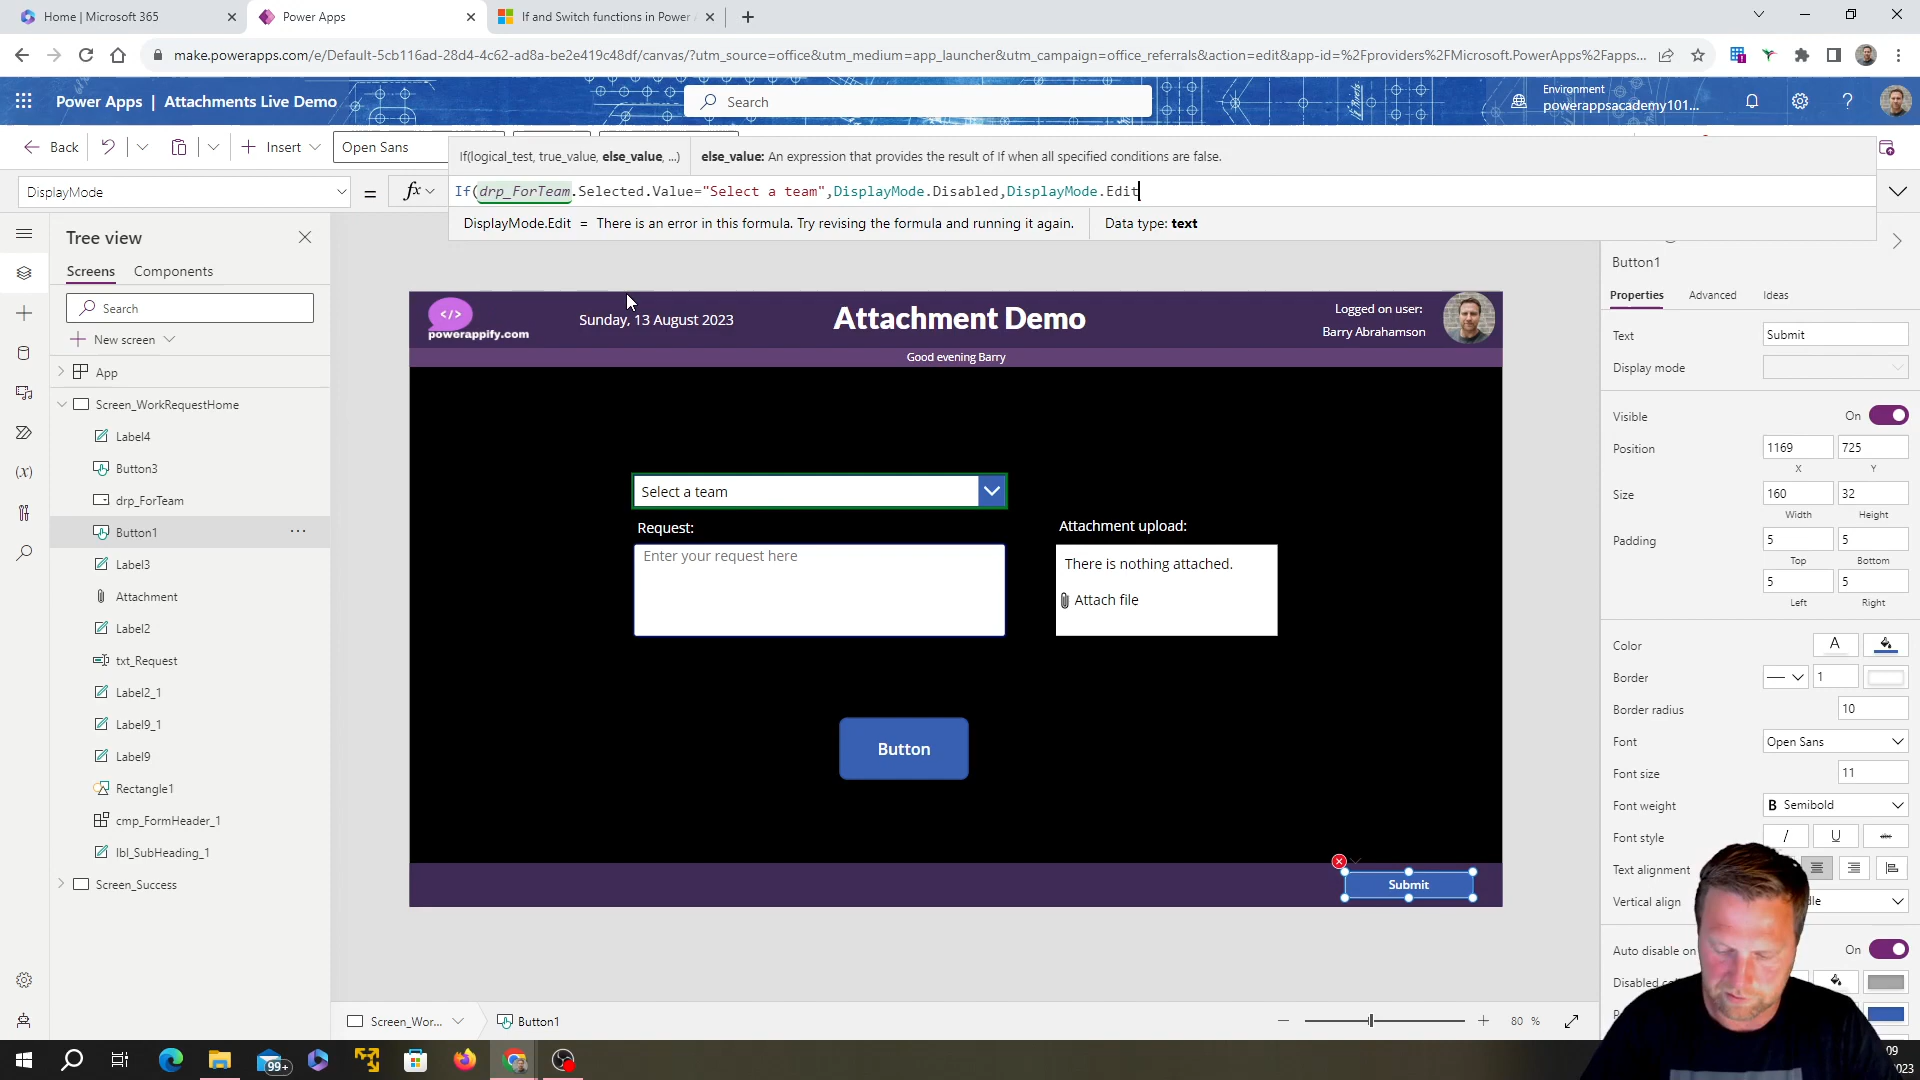 Home | Microsoft 365
Power Apps
If and Switch functions in Power
make.powerapps.com/e/Default-5cb116ad-28d4-4c62-ad8a-be2e419c48df/canvas/?utm_source=office&utm_medium=app_launcher&utm_campaign=office_referrals&action=edit&app-id=%2Fproviders%2FMicrosoft.PowerApps%2Fapps...
Power Apps | Attachments Live Demo
Search
Environment
powerappsacademy101...
Back
Insert
Open Sans
If(logical_test, true_value, else_value, ...)
else_value: An expression that provides the result of If when all specified conditions are false.
DisplayMode
=
fx
If(drp_ForTeam.Selected.Value="Select a team",DisplayMode.Disabled,DisplayMode.Edit
DisplayMode.Edit = There is an error in this formula. Try revising the formula and running it again.
Data type: text
Tree view
Screens
Components
Search
New screen
App
Screen_WorkRequestHome
Label4
Button3
drp_ForTeam
Button1
Label3
Attachment
Label2
txt_Request
Label2_1
Label9_1
Label9
Rectangle1
cmp_FormHeader_1
lbl_SubHeading_1
Screen_Success
</>
powerappify.com
Sunday, 13 August 2023
Attachment Demo
Logged on user:
Barry Abrahamson
Good evening Barry
Select a team
Request:
Enter your request here
Attachment upload:
There is nothing attached.
Attach file
Button
Submit
Button1
Properties
Advanced
Ideas
Text
Submit
Display mode
Visible
On
Position
1169
725
X
Y
Size
160
32
Width
Height
Padding
5
5
Top
Bottom
5
5
Left
Right
Color
A
Border
1
Border radius
10
Font
Open Sans
Font size
11
Font weight
B Semibold
Font style
/
U
abc
Text alignment
Vertical align
Auto disable on
On
Screen_Wor...
Button1
80 %
99+